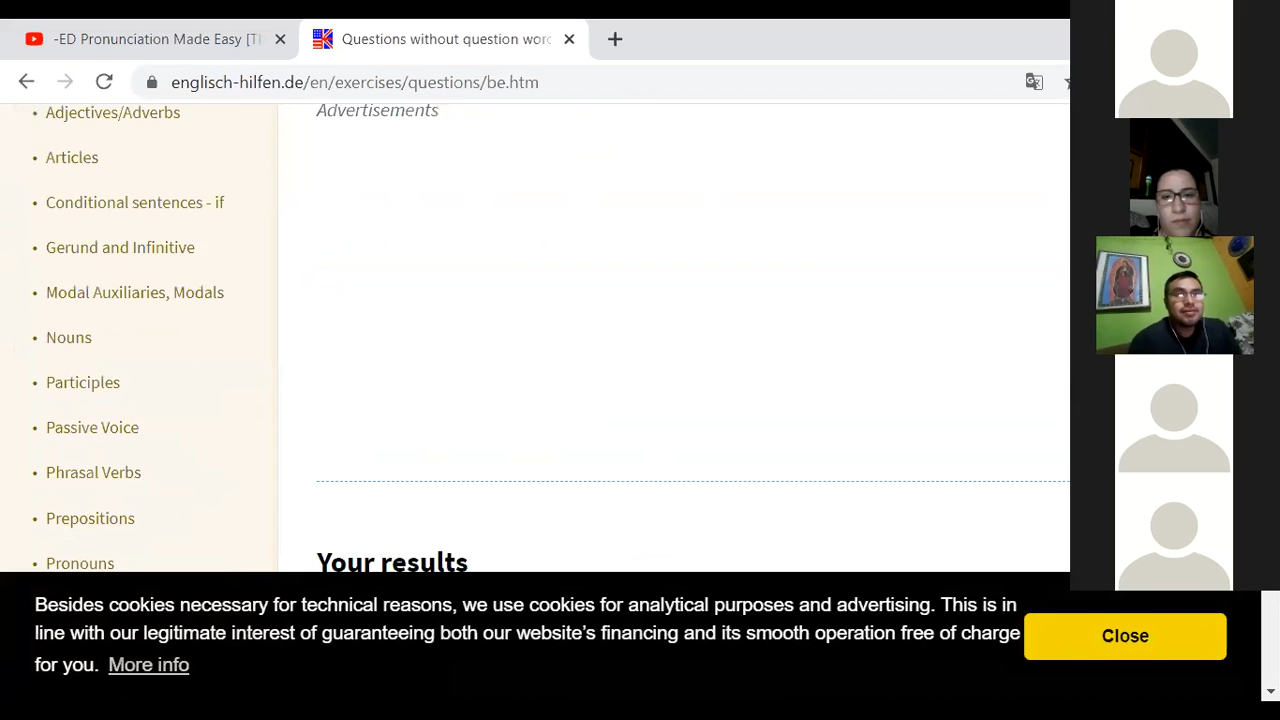 -ED Pronunciation Made Easy [T
Questions without question wor
englisch-hilfen.de/en/exercises/questions/be.htm
Adjectives/Adverbs
Advertisements
Articles
Conditional sentences - if
Gerund and Infinitive
Modal Auxiliaries, Modals
Nouns
Participles
Passive Voice
Phrasal Verbs
Prepositions
Pronouns
Your results
Besides cookies necessary for technical reasons, we use cookies for analytical purposes and advertising. This is in
line with our legitimate interest of guaranteeing both our website's financing and its smooth operation free of charge
for you. More info
Close